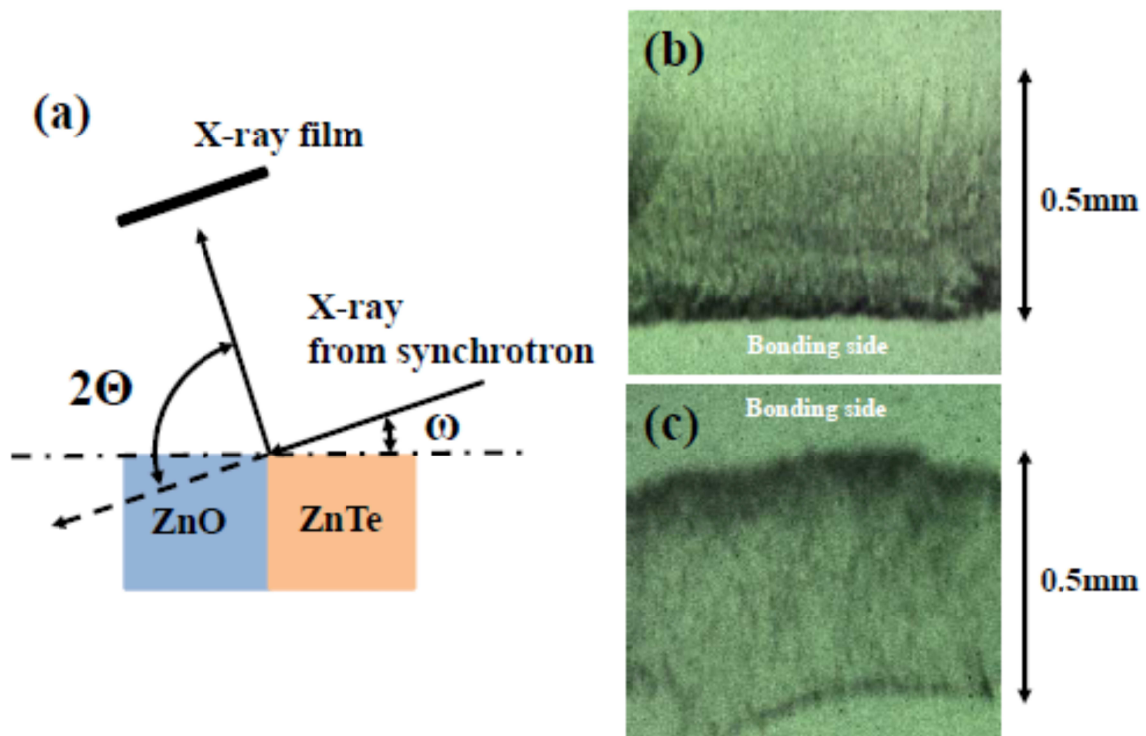 (a)
X-ray film
X-ray
from synchrotron
2Θ
ω
ZnO
ZnTe
(b)
Bonding side
0.5mm
(c)
Bonding side
0.5mm